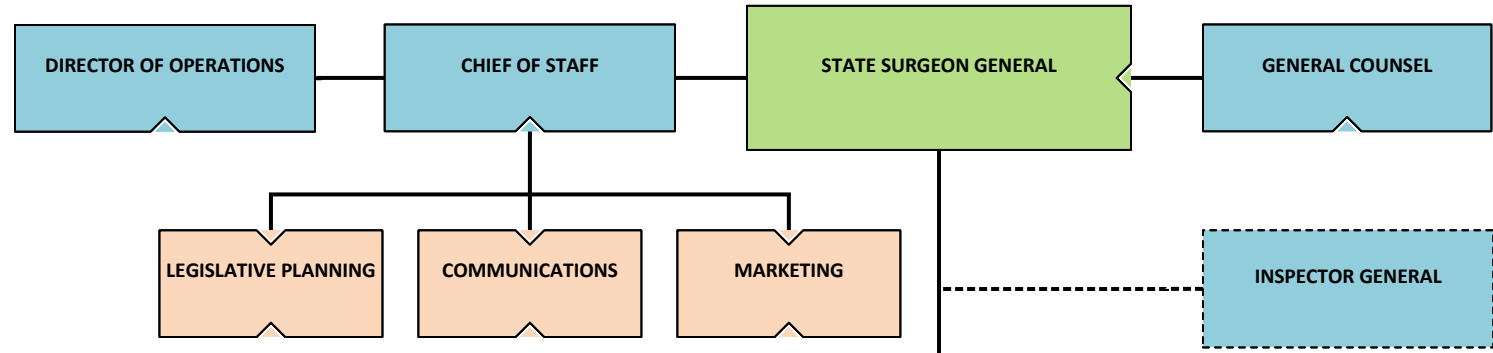 DIRECTOR OF OPERATIONS
CHIEF OF STAFF
STATE SURGEON GENERAL
GENERAL COUNSEL
LEGISLATIVE PLANNING
COMMUNICATIONS
MARKETING
INSPECTOR GENERAL